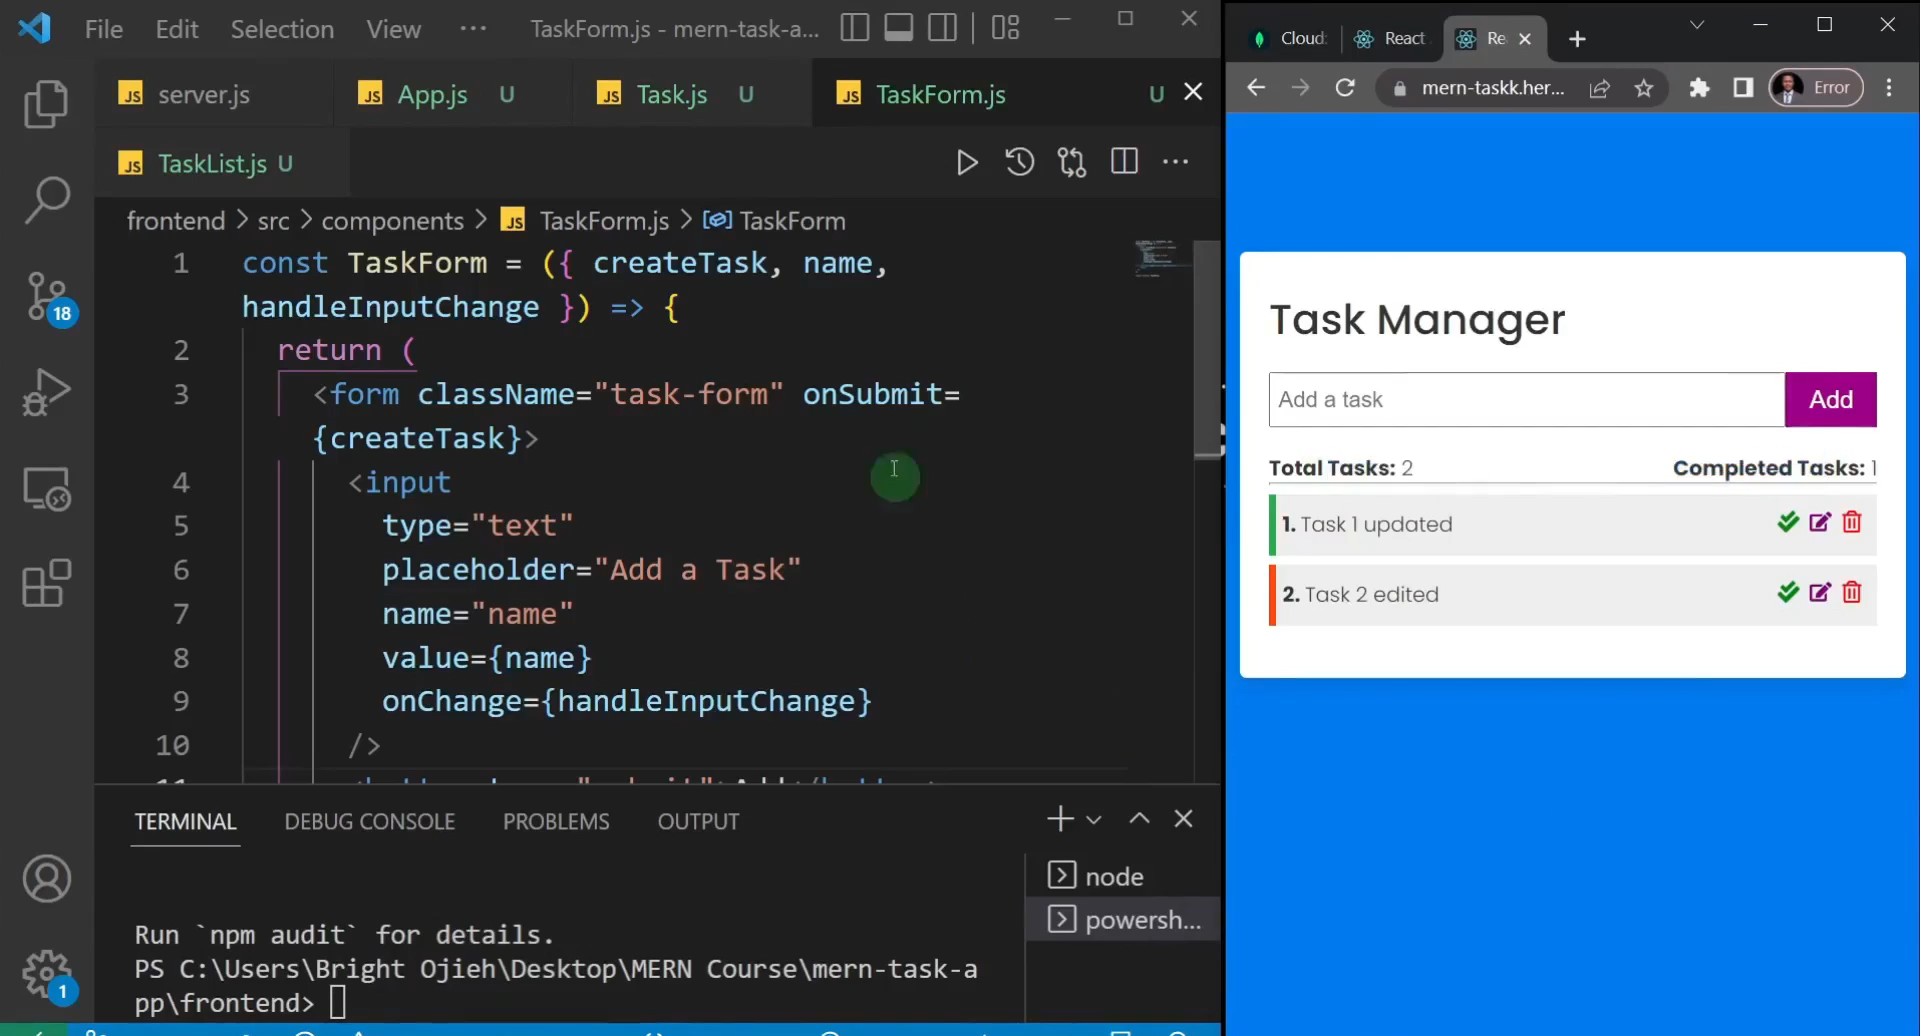 File Edit Selection View ··· TaskForm.js - mern-task-a...
server.js App.js U Task.js U TaskForm.js U
TaskList.js U
frontend > src > components > TaskForm.js > TaskForm
1 const TaskForm = ({ createTask, name,
handleInputChange }) => {
2 return (
3 <form className="task-form" onSubmit=
{createTask}>
4 <input
5 type="text"
6 placeholder="Add a Task"
7 name="name"
8 value={name}
9 onChange={handleInputChange}
10 />
18
TERMINAL DEBUG CONSOLE PROBLEMS OUTPUT
node
powersh...
Run `npm audit` for details.
PS C:\Users\Bright Ojieh\Desktop\MERN Course\mern-task-a
pp\frontend>
1
Cloud React Re
mern-taskk.her... Error
Task Manager
Add a task Add
Total Tasks: 2 Completed Tasks: 1
1. Task 1 updated
2. Task 2 edited